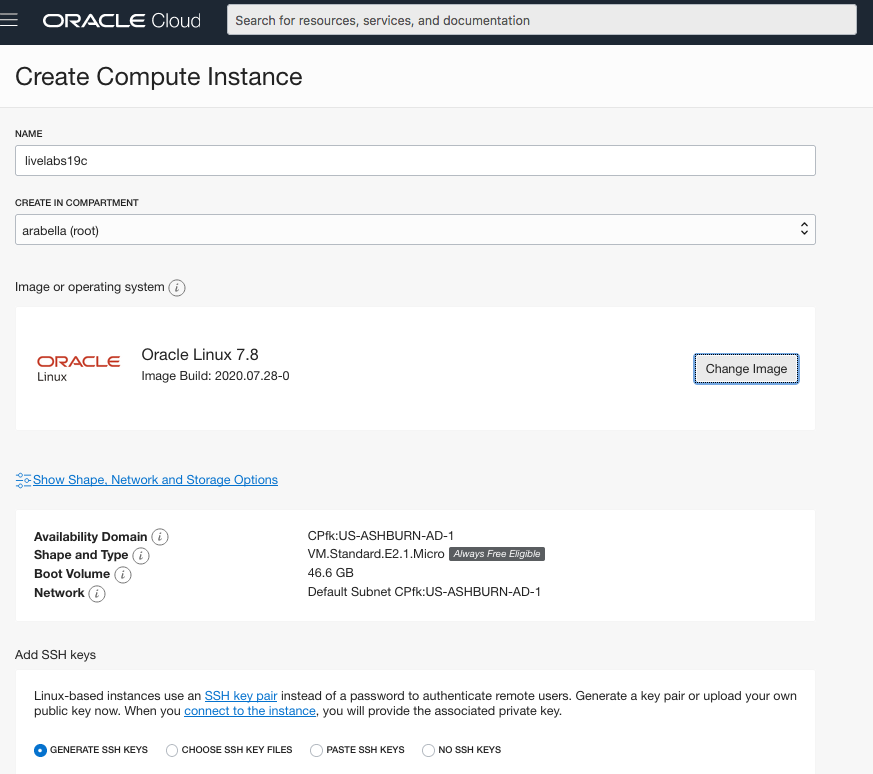 ORACLE Cloud
Search for resources, services, and documentation
Create Compute Instance
NAME
livelabs19c
CREATE IN COMPARTMENT
arabella (root)
Image or operating system i
ORACLE
Linux
Oracle Linux 7.8
Image Build: 2020.07.28-0
Change Image
Show Shape, Network and Storage Options
Availability Domain i CPfk:US-ASHBURN-AD-1
Shape and Type i VM.Standard.E2.1.Micro Always Free Eligible
Boot Volume i 46.6 GB
Network i Default Subnet CPfk:US-ASHBURN-AD-1
Add SSH keys
Linux-based instances use an SSH key pair instead of a password to authenticate remote users. Generate a key pair or upload your own
public key now. When you connect to the instance, you will provide the associated private key.
GENERATE SSH KEYS CHOOSE SSH KEY FILES PASTE SSH KEYS NO SSH KEYS